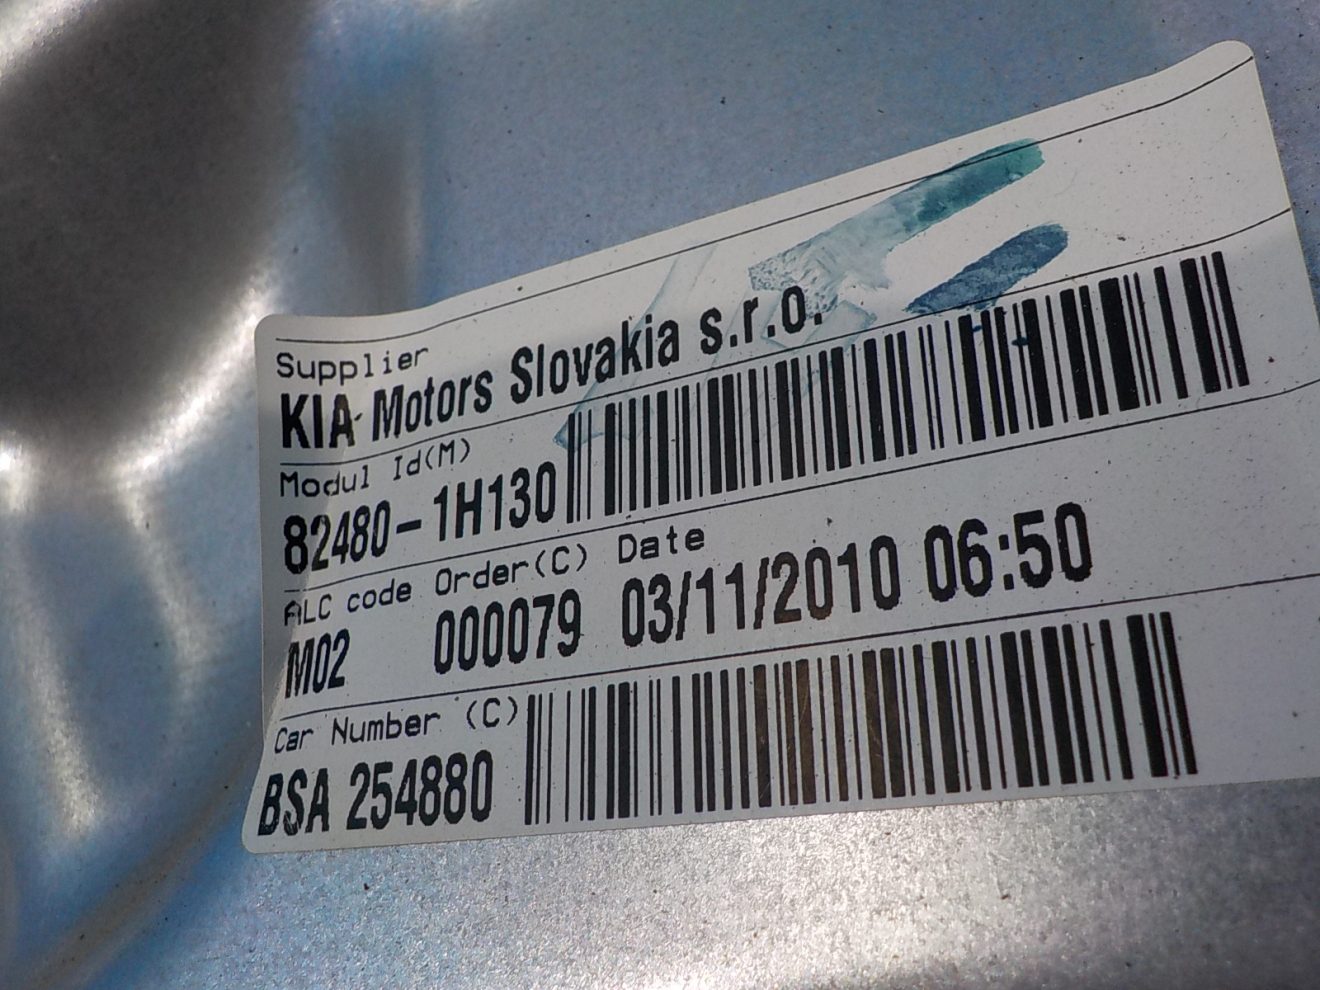 Supplier
KIA Motors Slovakia s.r.o.
Modul Id(M)
82480-1H130
ALC code Order(C) Date
M02 000079 03/11/2010 06:50
Car Number (C)
BSA 254880